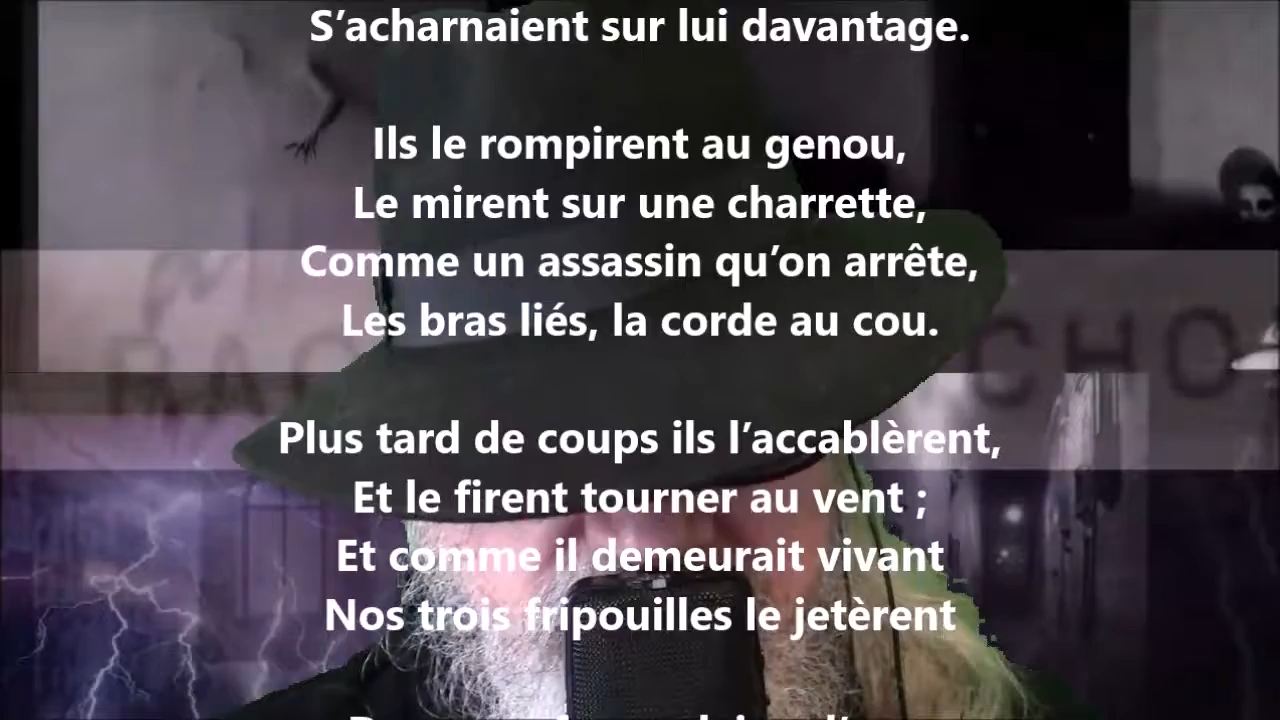 S’acharnaient sur lui davantage.
Ils le rompirent au genou,
Le mirent sur une charrette,
Comme un assassin qu’on arrête,
Les bras liés, la corde au cou.
Plus tard de coups ils l’accablèrent,
Et le firent tourner au vent ;
Et comme il demeurait vivant
Nos trois fripouilles le jetèrent